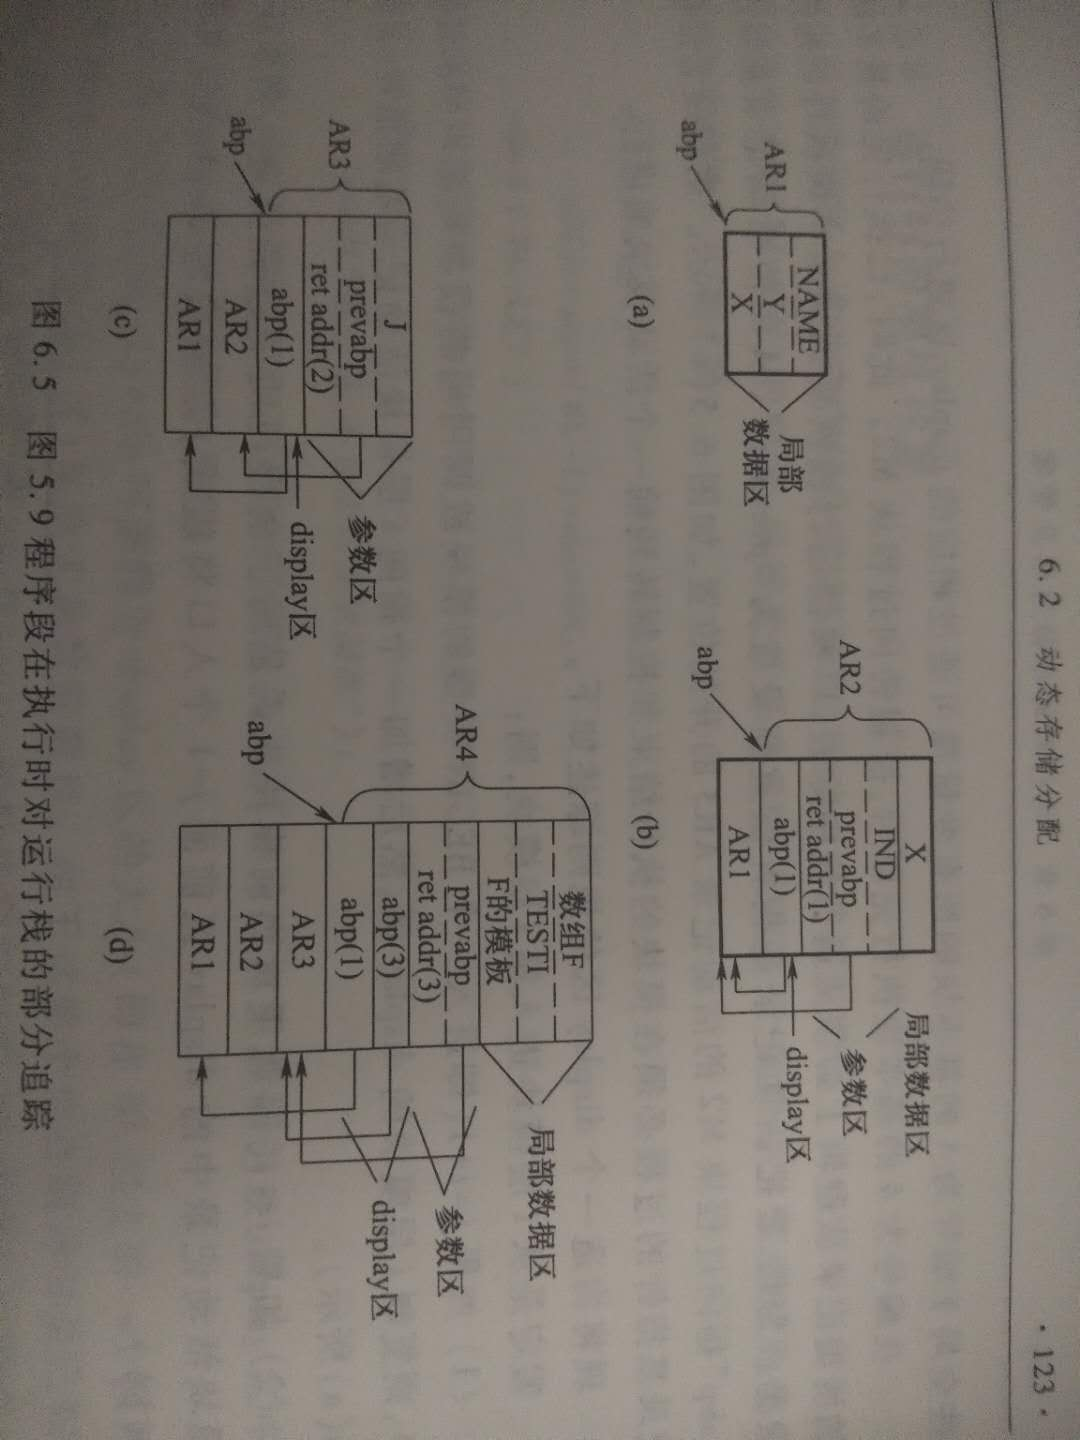 6.2 动态存储分配
· 123 ·
AR1
NAME
Y
X
abp
局部
数据区
(a)
AR2
X
IND
prevabp
ret addr(1)
abp(1)
AR1
abp
局部数据区
参数区
display区
(b)
AR3
J
prevabp
ret addr(2)
abp(1)
AR2
AR1
abp
参数区
display区
(c)
AR4
数组F
TESTI
F的模板
prevabp
ret addr(3)
abp(3)
abp(1)
AR3
AR2
AR1
abp
局部数据区
参数区
display区
(d)
图 6.5 图 5.9 程序段在执行时对运行栈的部分追踪